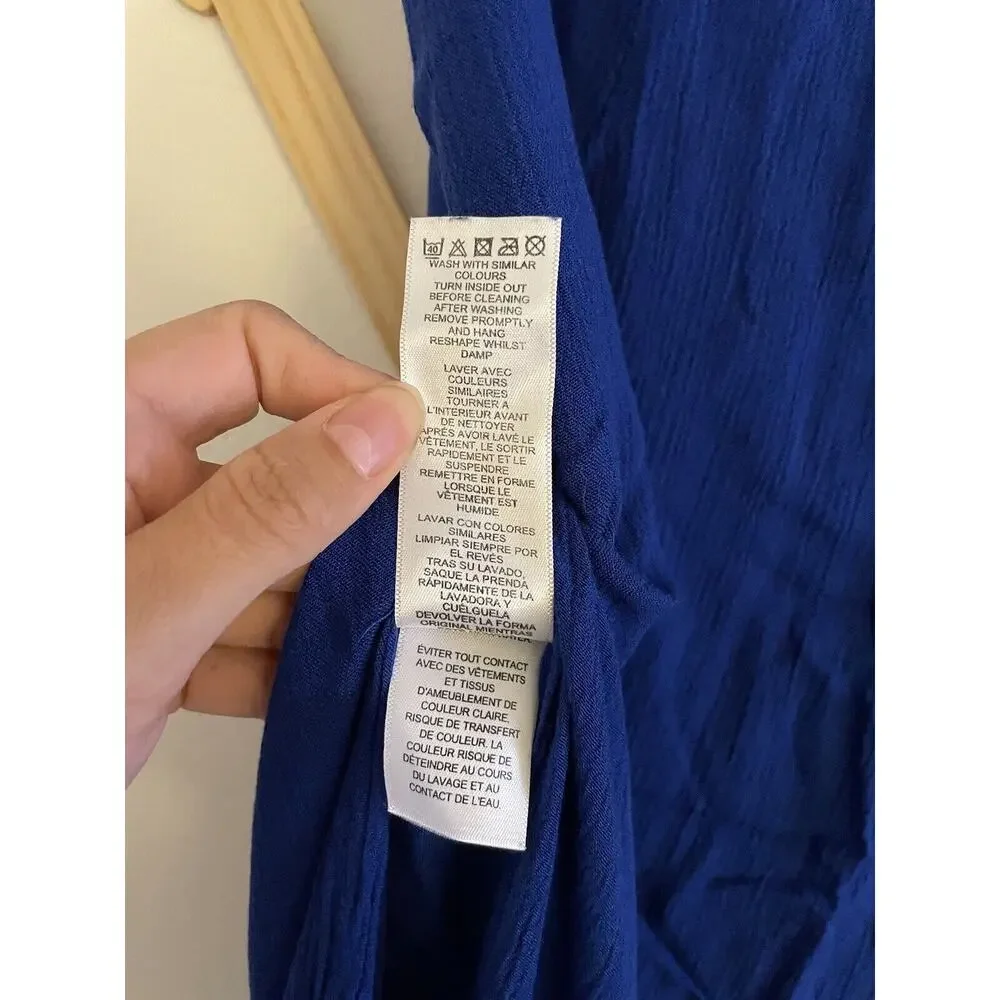 40
WASH WITH SIMILAR
COLOURS
TURN INSIDE OUT
BEFORE CLEANING
AFTER WASHING
REMOVE PROMPTLY
AND HANG
RESHAPE WHILST
DAMP
LAVER AVEC
COULEURS
SIMILAIRES
TOURNER A
L'INTERIEUR AVANT
DE NETTOYER
APRÉS AVOIR LAVÉ LE
VÊTEMENT, LE SORTIR
RAPIDEMENT ET LE
SUSPENDRE
REMETTRE EN FORME
LORSQUE LE
VÊTEMENT EST
HUMIDE
LAVAR CON COLORES
SIMILARES
LIMPIAR SIEMPRE POR
EL REVÉS
TRAS SU LAVADO,
SAQUE LA PRENDA
RÁPIDAMENTE DE LA
LAVADORA Y
CUÉLGUELA
DEVOLVER LA FORMA
ORIGINAL MIENTRAS
ÉVITER TOUT CONTACT
AVEC DES VÊTEMENTS
ET TISSUS
D'AMEUBLEMENT DE
COULEUR CLAIRE.
RISQUE DE TRANSFERT
DE COULEUR. LA
COULEUR RISQUE DE
DÉTEINDRE AU COURS
DU LAVAGE ET AU
CONTACT DE L'EAU.